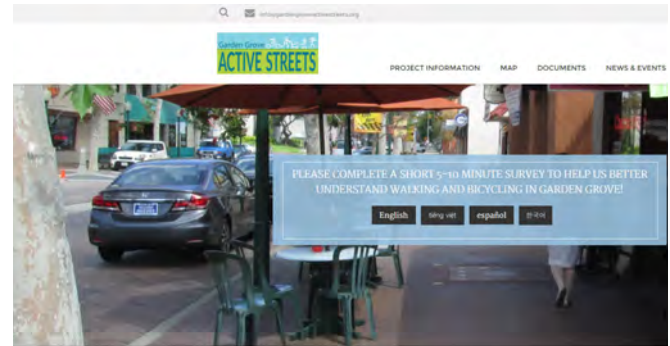 Garden Grove
ACTIVE STREETS
PROJECT INFORMATION MAP DOCUMENTS NEWS & EVENTS
PLEASE COMPLETE A SHORT 5-10 MINUTE SURVEY TO HELP US BETTER
UNDERSTAND WALKING AND BICYCLING IN GARDEN GROVE!
English tiếng việt español 한국어